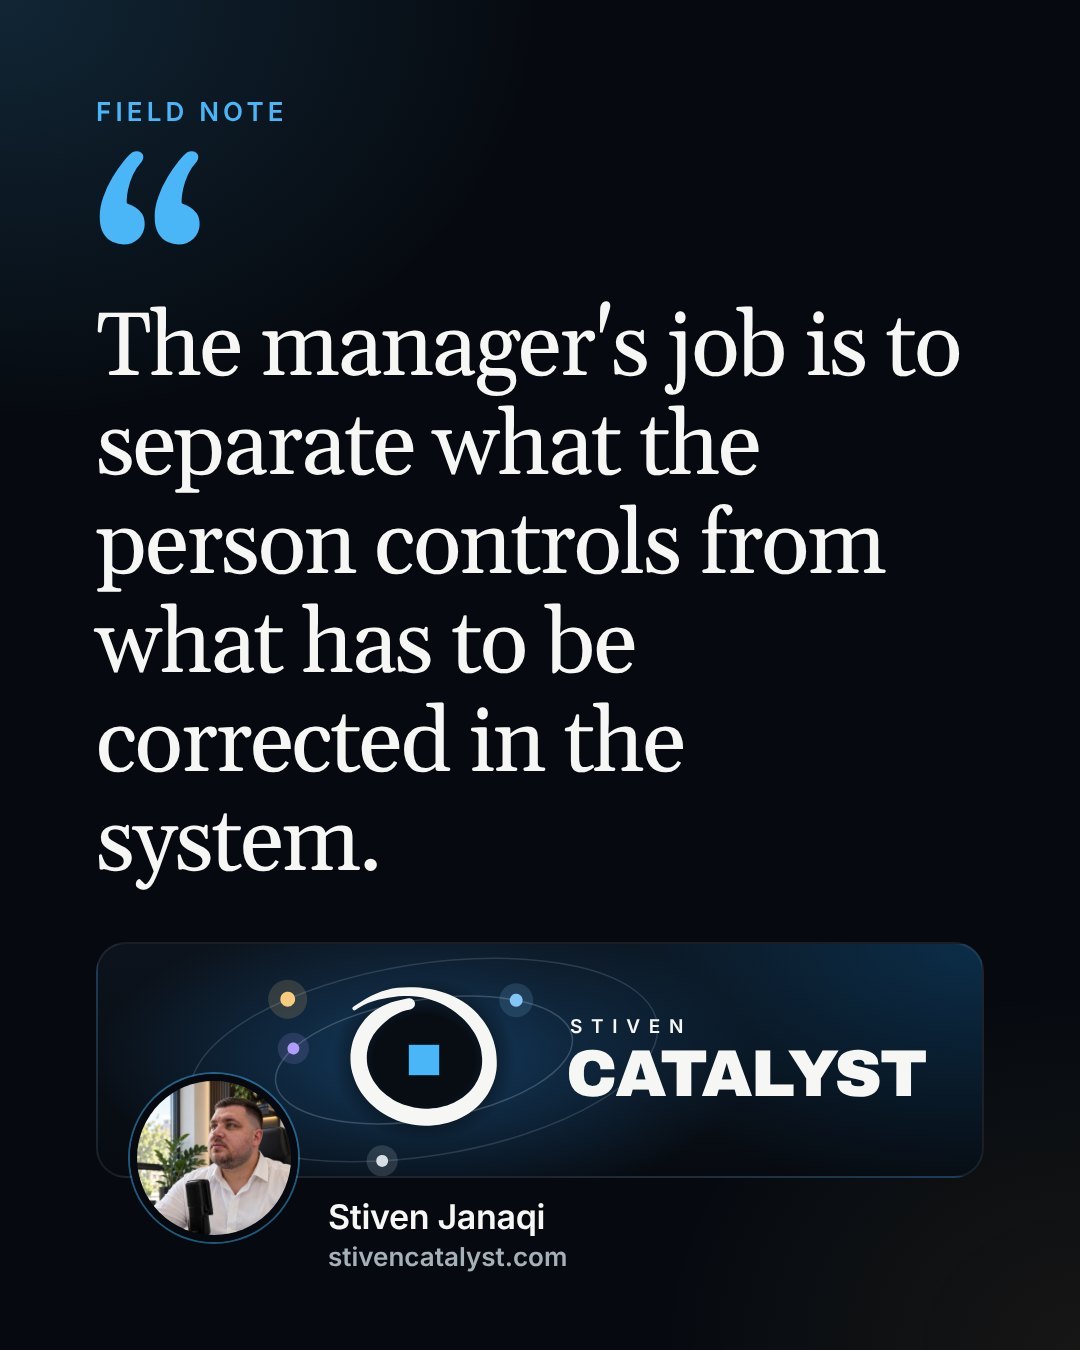 FIELD NOTE
“
The manager's job is to
separate what the
person controls from
what has to be
corrected in the
system.
STIVEN
CATALYST
Stiven Janaqi
stivencatalyst.com